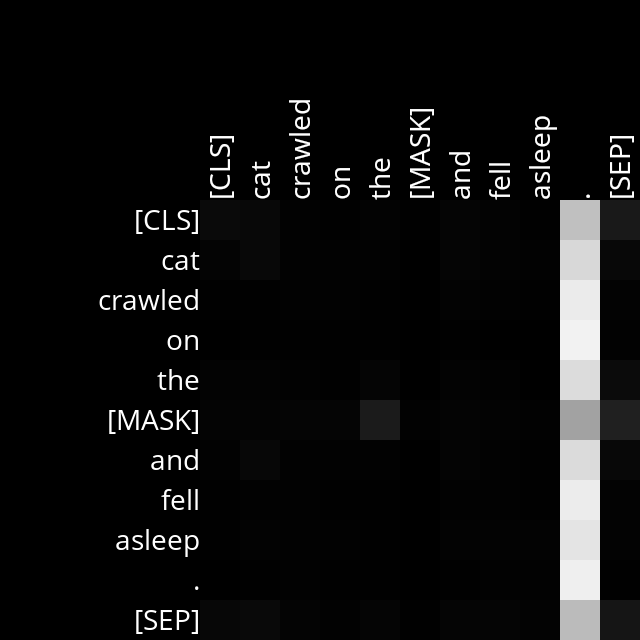 [CLS] cat crawled on the [MASK] and fell asleep . [SEP]
[CLS]
cat
crawled
on
the
[MASK]
and
fell
asleep
.
[SEP]